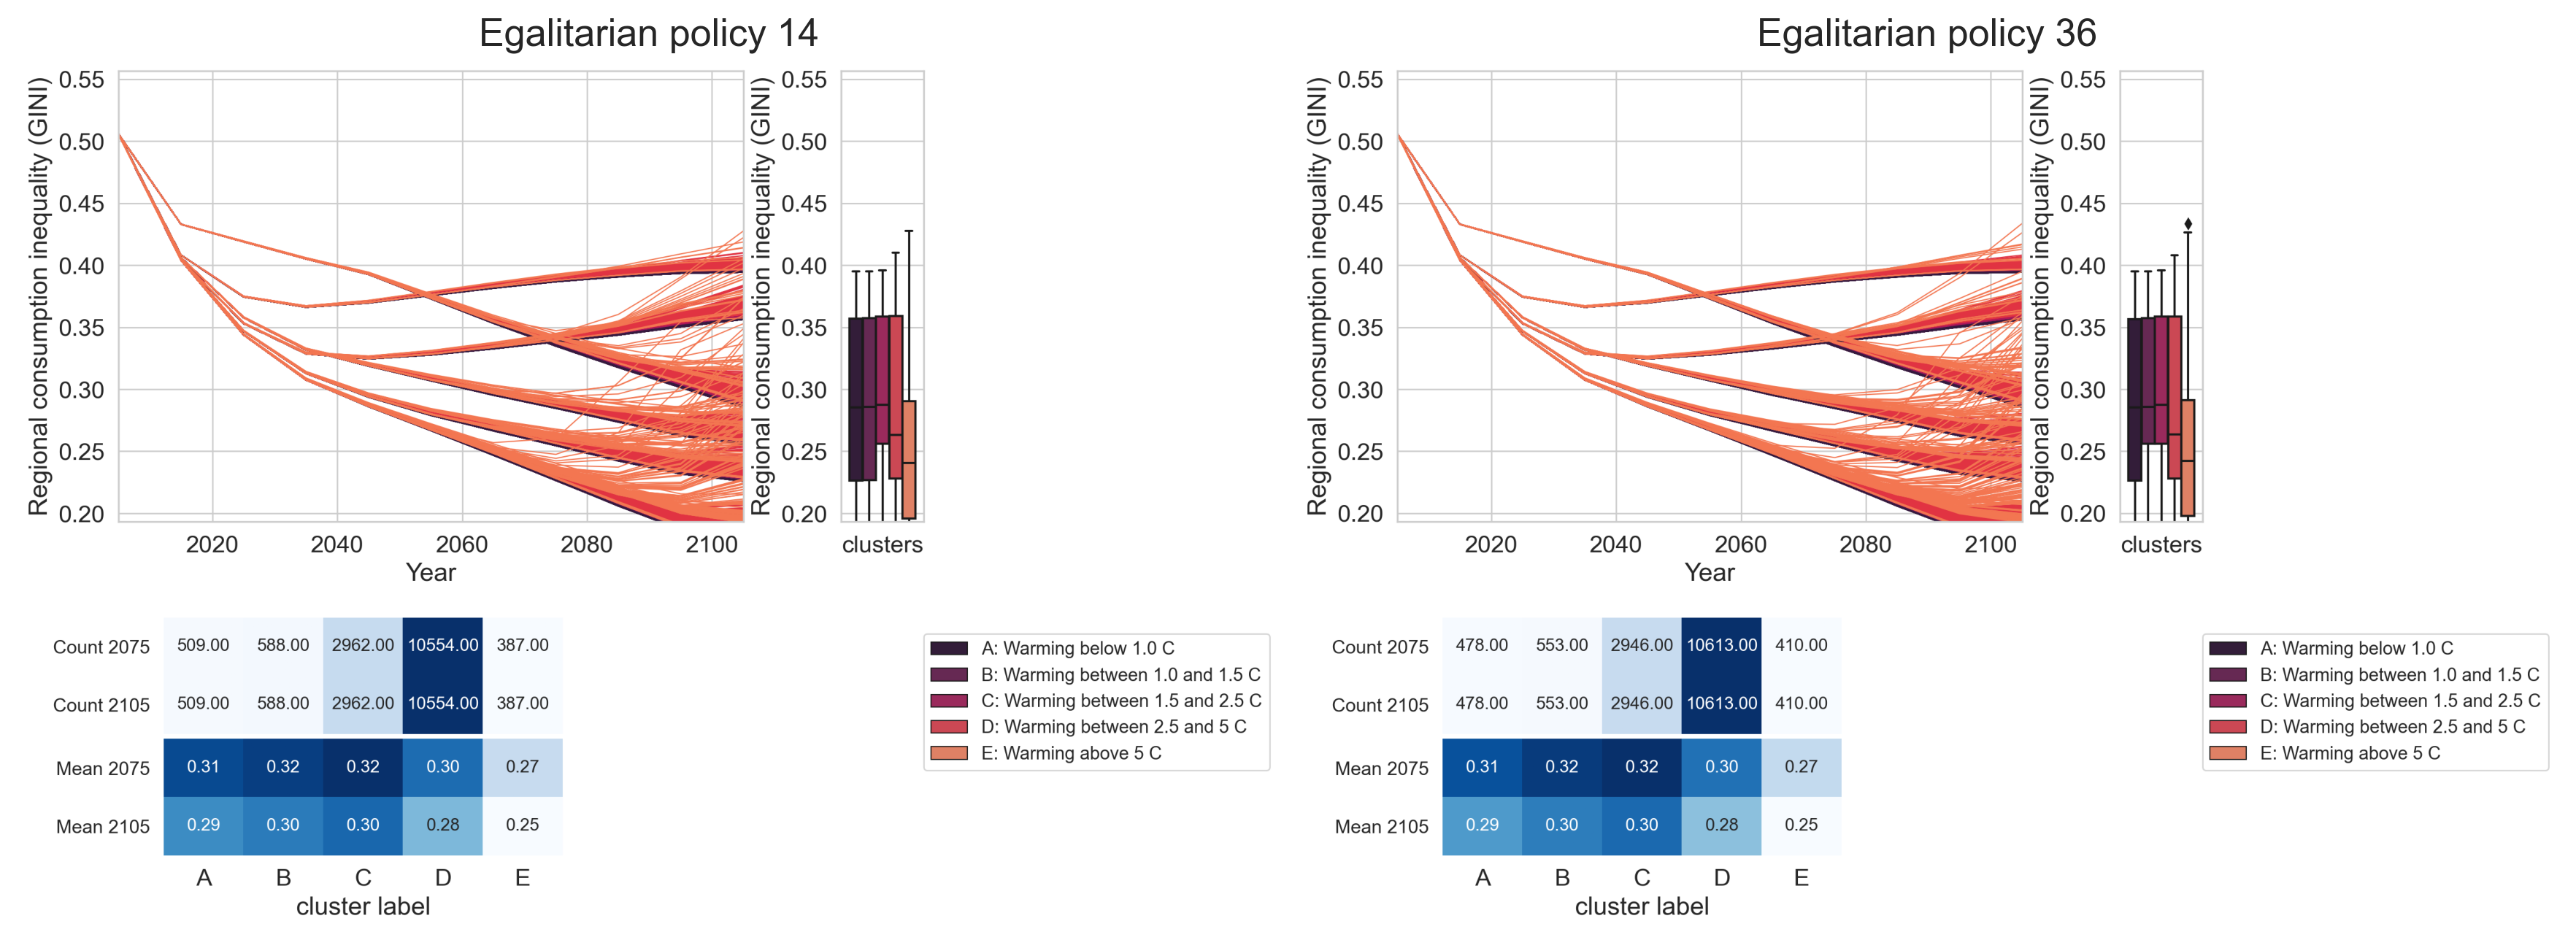 Egalitarian policy 14
Regional consumption inequality (GINI)
0.55
0.50
0.45
0.40
0.35
0.30
0.25
0.20
2020 2040 2060 2080 2100
Year
Regional consumption inequality (GINI)
0.55
0.50
0.45
0.40
0.35
0.30
0.25
0.20
clusters
Count 2075 509.00 588.00 2962.00 10554.00 387.00
Count 2105 509.00 588.00 2962.00 10554.00 387.00
Mean 2075 0.31 0.32 0.32 0.30 0.27
Mean 2105 0.29 0.30 0.30 0.28 0.25
A B C D E
cluster label
A: Warming below 1.0 C
B: Warming between 1.0 and 1.5 C
C: Warming between 1.5 and 2.5 C
D: Warming between 2.5 and 5 C
E: Warming above 5 C
Egalitarian policy 36
Regional consumption inequality (GINI)
0.55
0.50
0.45
0.40
0.35
0.30
0.25
0.20
2020 2040 2060 2080 2100
Year
Regional consumption inequality (GINI)
0.55
0.50
0.45
0.40
0.35
0.30
0.25
0.20
clusters
Count 2075 478.00 553.00 2946.00 10613.00 410.00
Count 2105 478.00 553.00 2946.00 10613.00 410.00
Mean 2075 0.31 0.32 0.32 0.30 0.27
Mean 2105 0.29 0.30 0.30 0.28 0.25
A B C D E
cluster label
A: Warming below 1.0 C
B: Warming between 1.0 and 1.5 C
C: Warming between 1.5 and 2.5 C
D: Warming between 2.5 and 5 C
E: Warming above 5 C